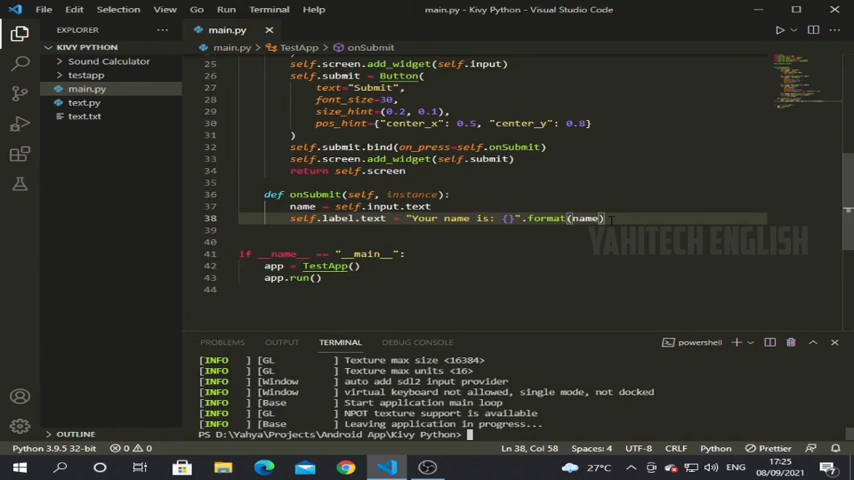 File Edit Selection View Go Run Terminal Help main.py - Kivy Python - Visual Studio Code
EXPLORER ··· main.py
KIVY PYTHON main.py > TestApp > onSubmit
Sound Calculator
testapp
main.py
text.py
text.txt
25 self.screen.add_widget(self.input)
26 self.submit = Button(
27 text="Submit",
28 font_size=30,
29 size_hint=(0.2, 0.1),
30 pos_hint={"center_x": 0.5, "center_y": 0.8}
31 )
32 self.submit.bind(on_press=self.onSubmit)
33 self.screen.add_widget(self.submit)
34 return self.screen
35
36 def onSubmit(self, instance):
37 name = self.input.text
38 self.label.text = "Your name is: {}".format(name)
39
40
41 if __name__ == "__main__":
42 app = TestApp()
43 app.run()
44
YAHITECH ENGLISH
PROBLEMS OUTPUT TERMINAL DEBUG CONSOLE powershell
[INFO ] [GL ] Texture max size <16384>
[INFO ] [GL ] Texture max units <16>
[INFO ] [Window ] auto add sdl2 input provider
[INFO ] [Window ] virtual keyboard not allowed, single mode, not docked
[INFO ] [Base ] Start application main loop
[INFO ] [GL ] NPOT texture support is available
[INFO ] [Base ] Leaving application in progress...
PS D:\Yahya\Projects\Android App\Kivy Python>
OUTLINE
Python 3.9.5 32-bit 0 0 Ln 38, Col 58 Spaces: 4 UTF-8 CRLF Python Prettier
27°C ENG 17:25
08/09/2021